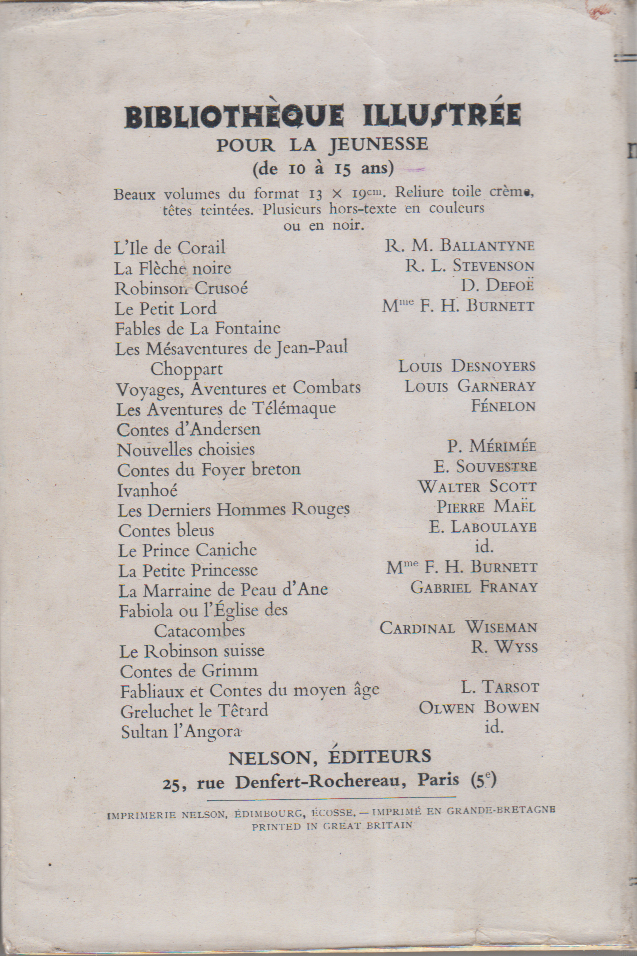 BIBLIOTHÈQUE ILLUSTRÉE
POUR LA JEUNESSE
(de 10 à 15 ans)
Beaux volumes du format 13 × 19cm. Reliure toile crème,
têtes teintées. Plusieurs hors-texte en couleurs
ou en noir.
L'Ile de Corail R. M. BALLANTYNE
La Flèche noire R. L. STEVENSON
Robinson Crusoé D. DEFOË
Le Petit Lord Mme F. H. BURNETT
Fables de La Fontaine
Les Mésaventures de Jean-Paul
Choppart LOUIS DESNOYERS
Voyages, Aventures et Combats LOUIS GARNERAY
Les Aventures de Télémaque FÉNELON
Contes d'Andersen
Nouvelles choisies P. MÉRIMÉE
Contes du Foyer breton E. SOUVESTRE
Ivanhoé WALTER SCOTT
Les Derniers Hommes Rouges PIERRE MAËL
Contes bleus E. LABOULAYE
Le Prince Caniche id.
La Petite Princesse Mme F. H. BURNETT
La Marraine de Peau d'Ane GABRIEL FRANAY
Fabiola ou l'Église des
Catacombes CARDINAL WISEMAN
Le Robinson suisse R. WYSS
Contes de Grimm
Fabliaux et Contes du moyen âge L. TARSOT
Greluchet le Têtard OLWEN BOWEN
Sultan l'Angora id.
NELSON, ÉDITEURS
25, rue Denfert-Rochereau, Paris (5e)
IMPRIMERIE NELSON, ÉDIMBOURG, ÉCOSSE. — IMPRIMÉ EN GRANDE-BRETAGNE
PRINTED IN GREAT BRITAIN